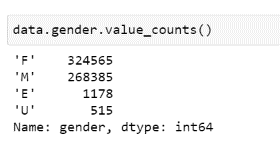 data.gender.value_counts()
'F'    324565
'M'    268385
'E'      1178
'U'       515
Name: gender, dtype: int64